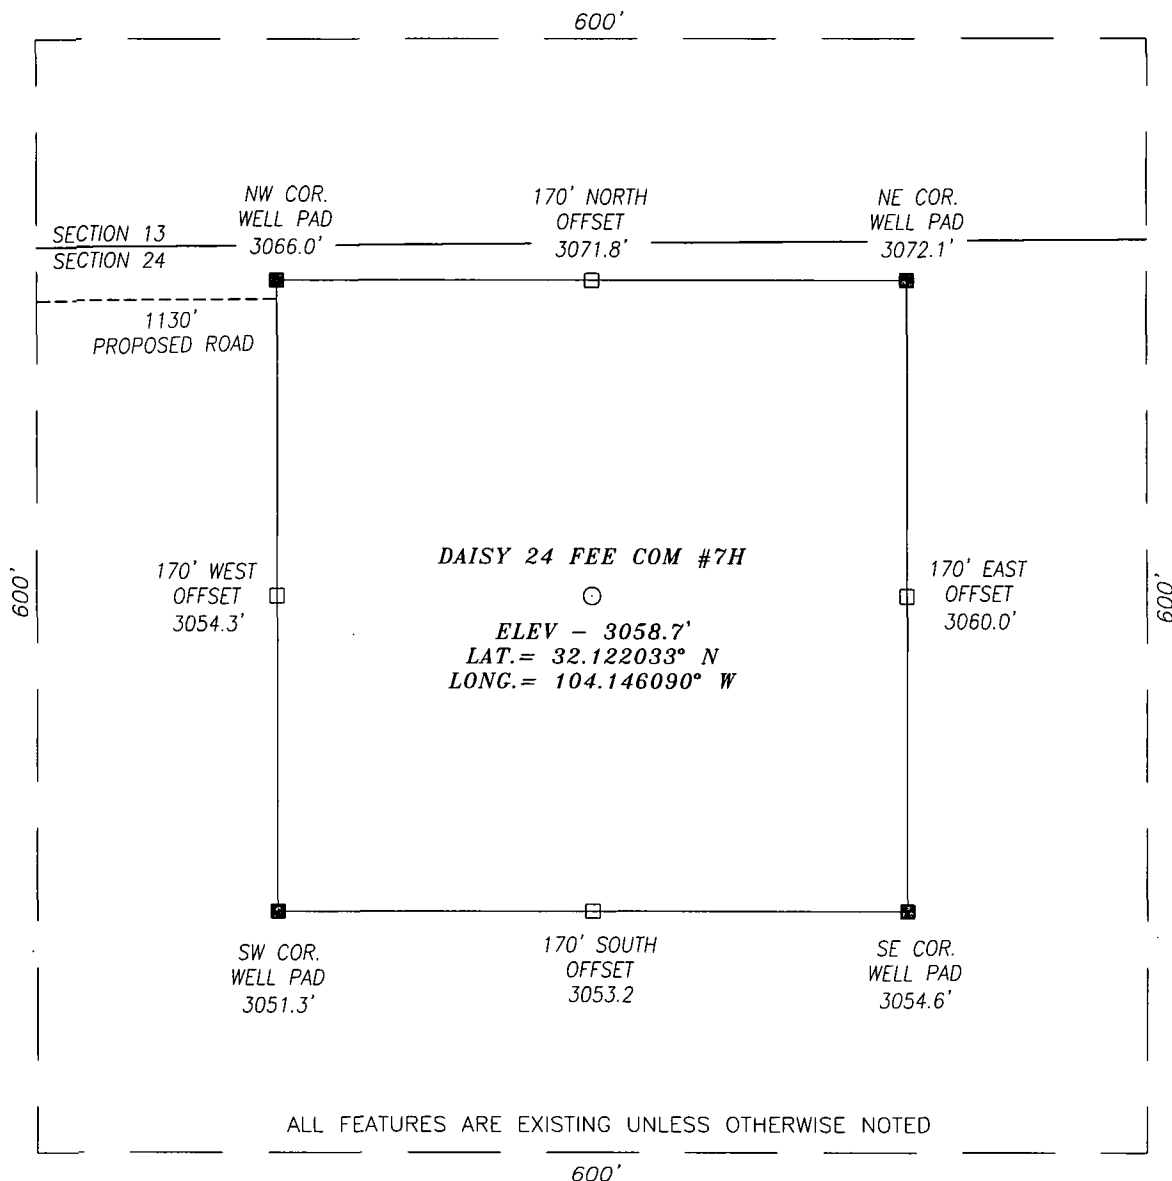 600'
NW COR.
WELL PAD
3066.0'
170' NORTH
OFFSET
3071.8'
NE COR.
WELL PAD
3072.1'
SECTION 13
SECTION 24
1130'
PROPOSED ROAD
DAISY 24 FEE COM #7H
ELEV - 3058.7'
LAT.= 32.122033° N
LONG.= 104.146090° W
600'
170' WEST
OFFSET
3054.3'
170' EAST
OFFSET
3060.0'
600'
SW COR.
WELL PAD
3051.3'
170' SOUTH
OFFSET
3053.2
SE COR.
WELL PAD
3054.6'
ALL FEATURES ARE EXISTING UNLESS OTHERWISE NOTED
600'